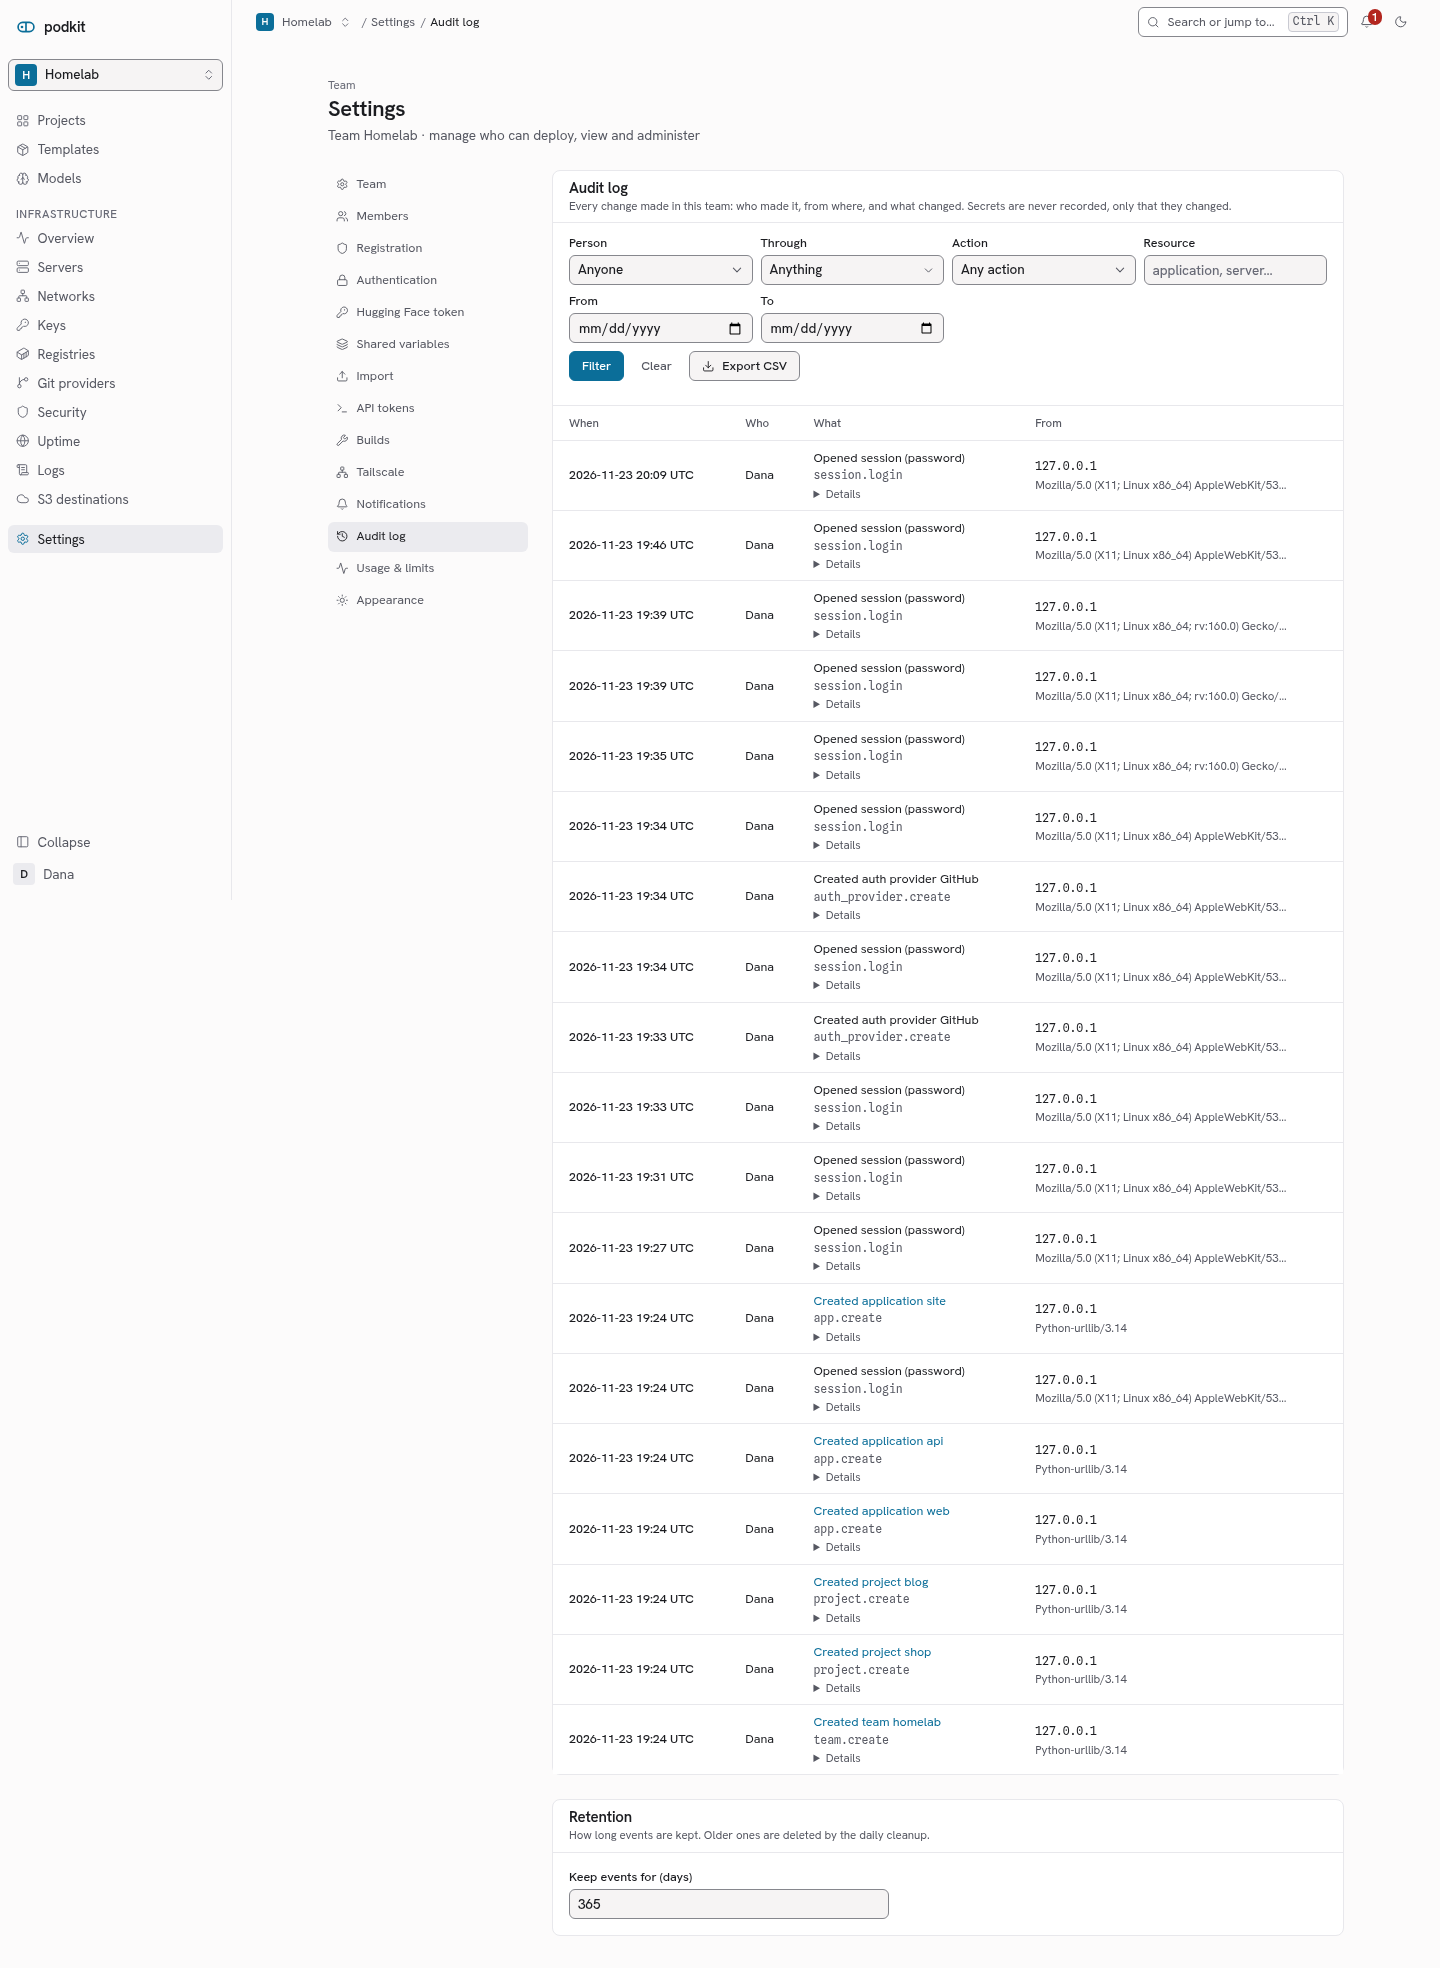 podkit
H Homelab
Projects
Templates
Models
INFRASTRUCTURE
Overview
Servers
Networks
Keys
Registries
Git providers
Security
Uptime
Logs
S3 destinations
Settings
Collapse
D Dana
H Homelab / Settings / Audit log
Search or jump to... Ctrl K
1
Team
Settings
Team Homelab · manage who can deploy, view and administer
Team
Members
Registration
Authentication
Hugging Face token
Shared variables
Import
API tokens
Builds
Tailscale
Notifications
Audit log
Usage & limits
Appearance
Audit log
Every change made in this team: who made it, from where, and what changed. Secrets are never recorded, only that they changed.
Person Through Action Resource
Anyone Anything Any action application, server...
From To
mm/dd/yyyy mm/dd/yyyy
Filter Clear Export CSV
When Who What From
2026-11-23 20:09 UTC Dana Opened session (password) 127.0.0.1
session.login Mozilla/5.0 (X11; Linux x86_64) AppleWebKit/53...
Details
2026-11-23 19:46 UTC Dana Opened session (password) 127.0.0.1
session.login Mozilla/5.0 (X11; Linux x86_64) AppleWebKit/53...
Details
2026-11-23 19:39 UTC Dana Opened session (password) 127.0.0.1
session.login Mozilla/5.0 (X11; Linux x86_64; rv:160.0) Gecko/...
Details
2026-11-23 19:39 UTC Dana Opened session (password) 127.0.0.1
session.login Mozilla/5.0 (X11; Linux x86_64; rv:160.0) Gecko/...
Details
2026-11-23 19:35 UTC Dana Opened session (password) 127.0.0.1
session.login Mozilla/5.0 (X11; Linux x86_64; rv:160.0) Gecko/...
Details
2026-11-23 19:34 UTC Dana Opened session (password) 127.0.0.1
session.login Mozilla/5.0 (X11; Linux x86_64) AppleWebKit/53...
Details
2026-11-23 19:34 UTC Dana Created auth provider GitHub 127.0.0.1
auth_provider.create Mozilla/5.0 (X11; Linux x86_64) AppleWebKit/53...
Details
2026-11-23 19:34 UTC Dana Opened session (password) 127.0.0.1
session.login Mozilla/5.0 (X11; Linux x86_64) AppleWebKit/53...
Details
2026-11-23 19:33 UTC Dana Created auth provider GitHub 127.0.0.1
auth_provider.create Mozilla/5.0 (X11; Linux x86_64) AppleWebKit/53...
Details
2026-11-23 19:33 UTC Dana Opened session (password) 127.0.0.1
session.login Mozilla/5.0 (X11; Linux x86_64) AppleWebKit/53...
Details
2026-11-23 19:31 UTC Dana Opened session (password) 127.0.0.1
session.login Mozilla/5.0 (X11; Linux x86_64) AppleWebKit/53...
Details
2026-11-23 19:27 UTC Dana Opened session (password) 127.0.0.1
session.login Mozilla/5.0 (X11; Linux x86_64) AppleWebKit/53...
Details
2026-11-23 19:24 UTC Dana Created application site 127.0.0.1
app.create Python-urllib/3.14
Details
2026-11-23 19:24 UTC Dana Opened session (password) 127.0.0.1
session.login Mozilla/5.0 (X11; Linux x86_64) AppleWebKit/53...
Details
2026-11-23 19:24 UTC Dana Created application api 127.0.0.1
app.create Python-urllib/3.14
Details
2026-11-23 19:24 UTC Dana Created application web 127.0.0.1
app.create Python-urllib/3.14
Details
2026-11-23 19:24 UTC Dana Created project blog 127.0.0.1
project.create Python-urllib/3.14
Details
2026-11-23 19:24 UTC Dana Created project shop 127.0.0.1
project.create Python-urllib/3.14
Details
2026-11-23 19:24 UTC Dana Created team homelab 127.0.0.1
team.create Python-urllib/3.14
Details
Retention
How long events are kept. Older ones are deleted by the daily cleanup.
Keep events for (days)
365